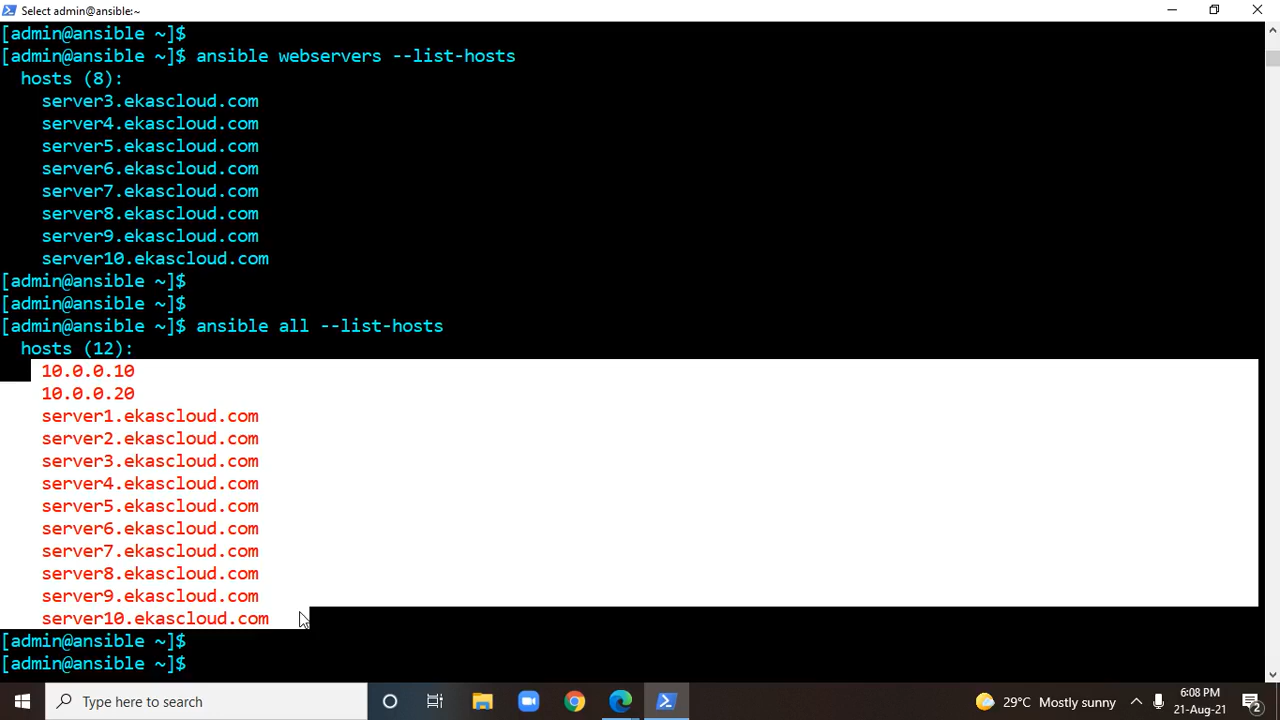 Select admin@ansible:~
[admin@ansible ~]$
[admin@ansible ~]$ ansible webservers --list-hosts
hosts (8):
server3.ekascloud.com
server4.ekascloud.com
server5.ekascloud.com
server6.ekascloud.com
server7.ekascloud.com
server8.ekascloud.com
server9.ekascloud.com
server10.ekascloud.com
[admin@ansible ~]$
[admin@ansible ~]$
[admin@ansible ~]$ ansible all --list-hosts
hosts (12):
10.0.0.10
10.0.0.20
server1.ekascloud.com
server2.ekascloud.com
server3.ekascloud.com
server4.ekascloud.com
server5.ekascloud.com
server6.ekascloud.com
server7.ekascloud.com
server8.ekascloud.com
server9.ekascloud.com
server10.ekascloud.com
[admin@ansible ~]$
[admin@ansible ~]$
Type here to search
29°C Mostly sunny
6:08 PM
21-Aug-21
2